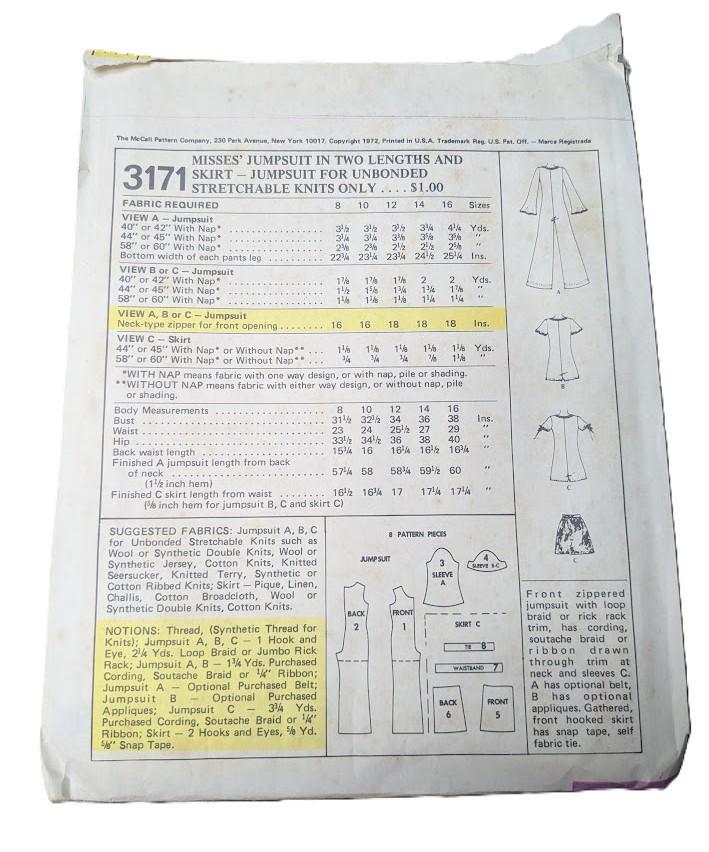 The McCall Pattern Company, 230 Park Avenue, New York 10017, Copyright 1972, Printed in U.S.A. Trademark Reg. U.S. Pat. Off. — Marca Registrada
3171 MISSES' JUMPSUIT IN TWO LENGTHS AND
SKIRT — JUMPSUIT FOR UNBONDED
STRETCHABLE KNITS ONLY .... $1.00
FABRIC REQUIRED 8 10 12 14 16 Sizes
VIEW A — Jumpsuit
40" or 42" With Nap* 3½ 3½ 3½ 3¾ 4¼ Yds.
44" or 45" With Nap* 3¼ 3¼ 3⅜ 3⅝ 3⅝ "
58" or 60" With Nap* 2⅜ 2⅜ 2½ 2½ 2⅝ "
Bottom width of each pants leg ........ 22¾ 23¼ 23¾ 24½ 25¼ Ins.
VIEW B or C — Jumpsuit
40" or 42" With Nap* 1⅞ 1⅞ 1⅞ 2 2 Yds.
44" or 45" With Nap* 1½ 1⅝ 1¾ 1¾ 1⅞ "
58" or 60" With Nap* 1⅛ 1⅛ 1⅛ 1¼ 1¼ "
VIEW A, B or C — Jumpsuit
Neck-type zipper for front opening ........ 16 16 18 18 18 Ins.
VIEW C — Skirt
44" or 45" With Nap* or Without Nap** ... 1⅛ 1⅛ 1⅛ 1⅛ 1⅛ Yds.
58" or 60" With Nap* or Without Nap** ... ¾ ¾ ¾ ⅞ 1⅛ "
*WITH NAP means fabric with one way design, or with nap, pile or shading.
**WITHOUT NAP means fabric with either way design, or without nap, pile
or shading.
Body Measurements ................ 8 10 12 14 16
Bust ................ 31½ 32½ 34 36 38 Ins.
Waist ................ 23 24 25½ 27 29 "
Hip ................ 33½ 34½ 36 38 40 "
Back waist length ................ 15¾ 16 16¼ 16½ 16¾ "
Finished A jumpsuit length from back
of neck ................ 57¼ 58 58¾ 59½ 60 "
(1½ inch hem)
Finished C skirt length from waist ........ 16½ 16¾ 17 17¼ 17¼ "
(⅝ inch hem for jumpsuit B, C and skirt C)
A
B
C
C
SUGGESTED FABRICS: Jumpsuit A, B, C
for Unbonded Stretchable Knits such as
Wool or Synthetic Double Knits, Wool or
Synthetic Jersey, Cotton Knits, Knitted
Seersucker, Knitted Terry, Synthetic or
Cotton Ribbed Knits; Skirt — Pique, Linen,
Challis, Cotton Broadcloth, Wool or
Synthetic Double Knits, Cotton Knits.
NOTIONS: Thread, (Synthetic Thread for
Knits); Jumpsuit A, B, C — 1 Hook and
Eye, 2¼ Yds. Loop Braid or Jumbo Rick
Rack; Jumpsuit A, B — 1¾ Yds. Purchased
Cording, Soutache Braid or ¼" Ribbon;
Jumpsuit A — Optional Purchased Belt;
Jumpsuit B — Optional Purchased
Appliques; Jumpsuit C — 3¾ Yds.
Purchased Cording, Soutache Braid or ¼"
Ribbon; Skirt — 2 Hooks and Eyes, ⅝ Yd.
⅝" Snap Tape.
8 PATTERN PIECES
JUMPSUIT
BACK
2
FRONT
1
3
SLEEVE
A
4
SLEEVE B-C
SKIRT C
TIE 8
WAISTBAND 7
BACK
6
FRONT
5
Front zippered
jumpsuit with loop
braid or rick rack
trim, has cording,
soutache braid or
ribbon drawn
through trim at
neck and sleeves C.
A has optional belt,
B has optional
appliques. Gathered,
front hooked skirt
has snap tape, self
fabric tie.